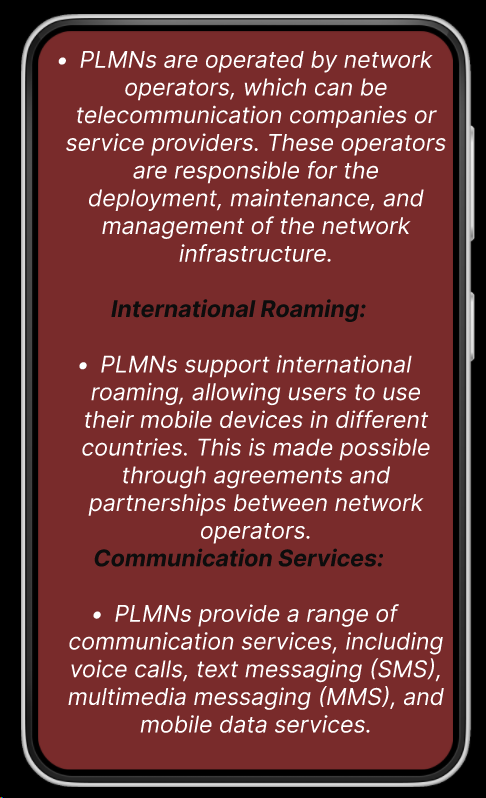 • PLMNs are operated by network
operators, which can be
telecommunication companies or
service providers. These operators
are responsible for the
deployment, maintenance, and
management of the network
infrastructure.
International Roaming:
• PLMNs support international
roaming, allowing users to use
their mobile devices in different
countries. This is made possible
through agreements and
partnerships between network
operators.
Communication Services:
• PLMNs provide a range of
communication services, including
voice calls, text messaging (SMS),
multimedia messaging (MMS), and
mobile data services.